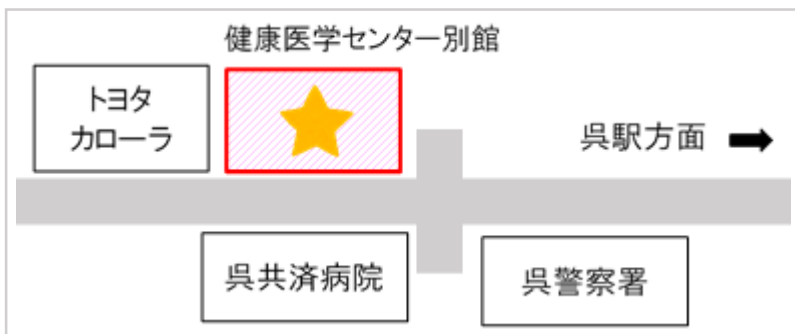 健康医学センター別館
トヨタ
カローラ
呉駅方面
呉共済病院
呉警察署